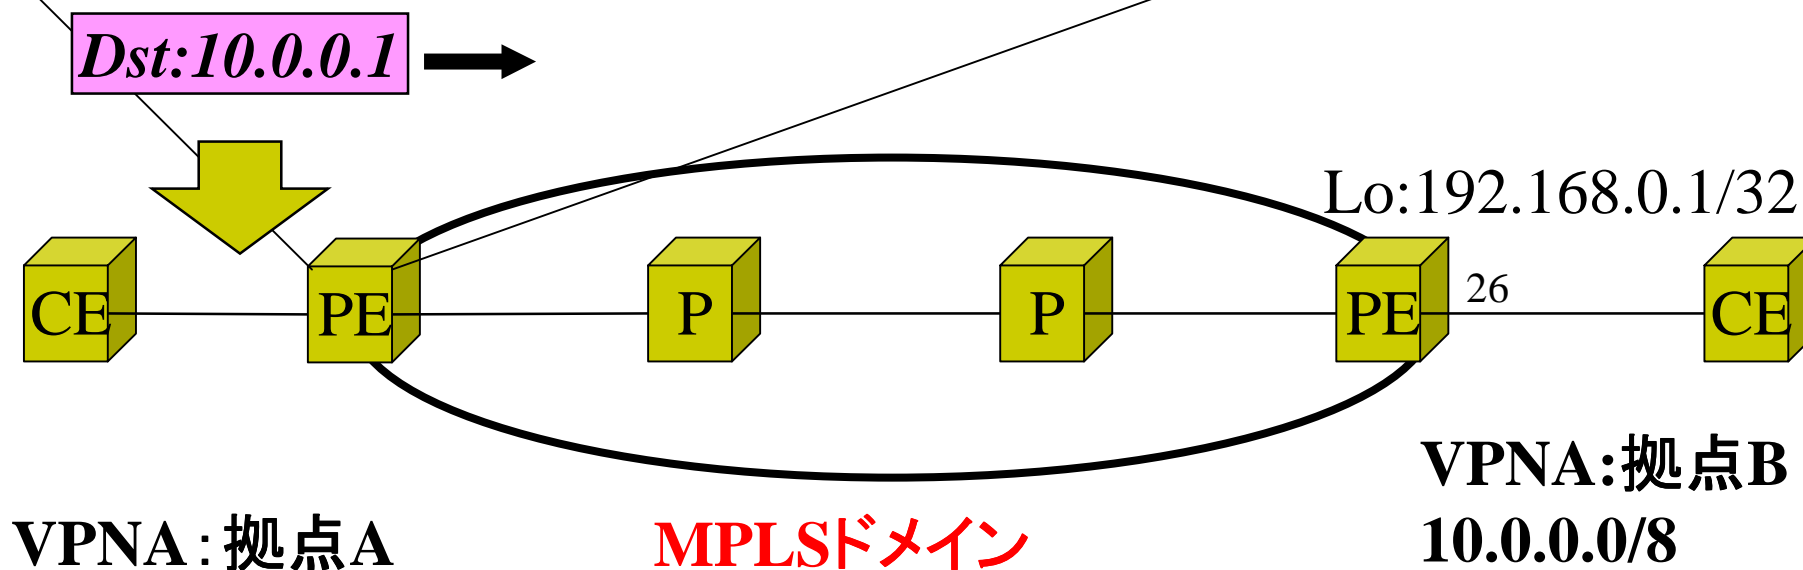 Dst:10.0.0.1
Lo:192.168.0.1/32
CE
PE
P
P
PE
26
CE
VPNA:拠点B
10.0.0.0/8
VPNA:拠点A
MPLSドメイン